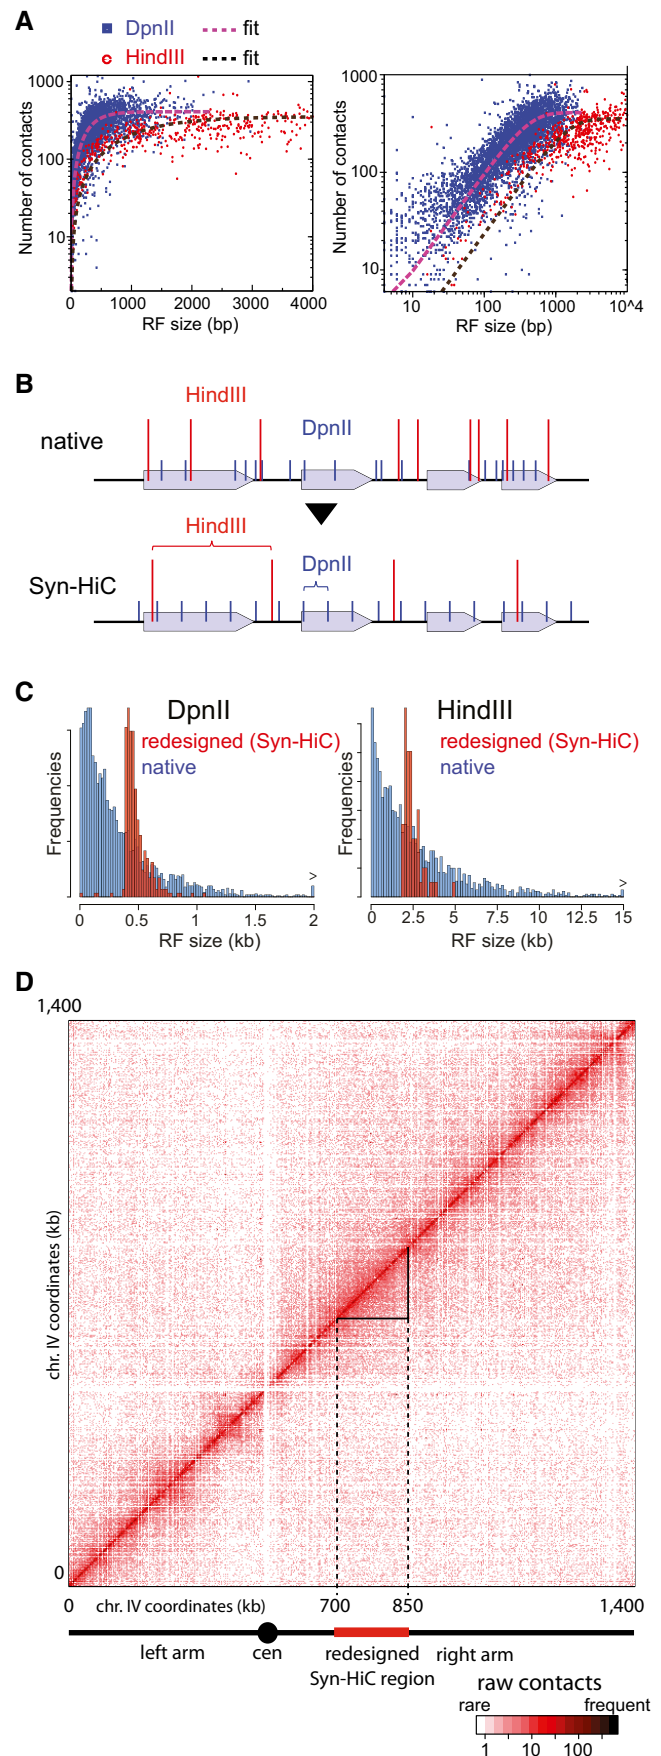 A
DpnII fit
HindIII fit
Number of contacts
1000
100
10
0 1000 2000 3000 4000
RF size (bp)
Number of contacts
1000
100
10
10 100 1000 10^4
RF size (bp)
B
HindIII
native
DpnII
HindIII
DpnII
Syn-HiC
C
DpnII
redesigned (Syn-HiC)
native
Frequencies
>
0 0.5 1 1.5 2
RF size (kb)
HindIII
redesigned (Syn-HiC)
native
Frequencies
>
0 2.5 5 7.5 10 12.5 15
RF size (kb)
D
1,400
chr. IV coordinates (kb)
0
0 chr. IV coordinates (kb) 700 850 1,400
left arm cen redesigned right arm
Syn-HiC region
raw contacts
rare frequent
1 10 100